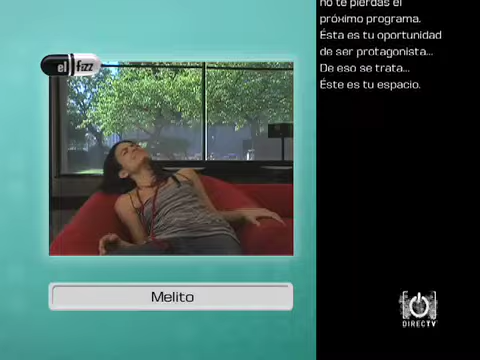 el fizz
no te pierdas el
próximo programa.
Ésta es tu oportunidad
de ser protagonista...
De eso se trata...
Éste es tu espacio.
Melito
DIRECTV